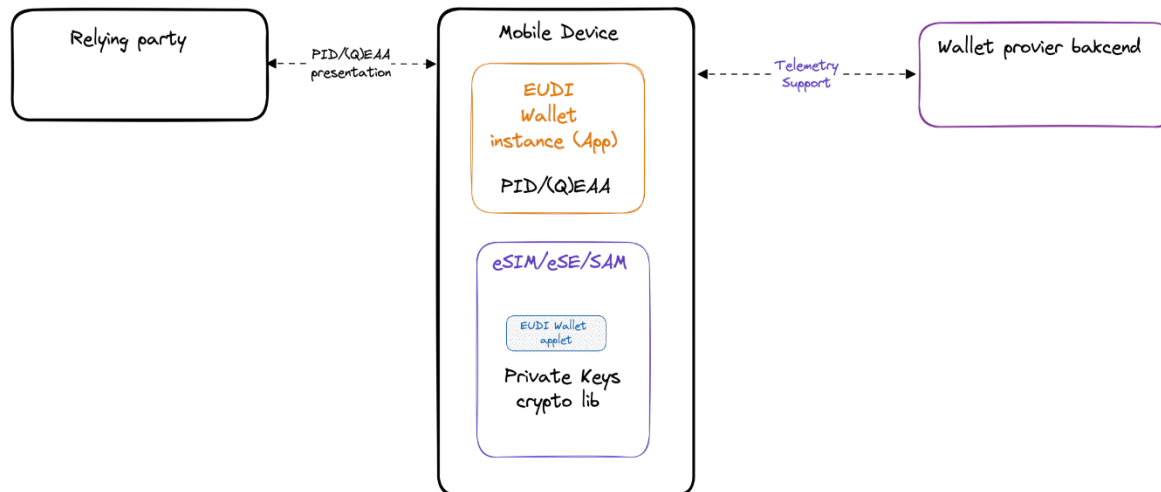 Relying party
PID/(Q)EAA
presentation
Mobile Device
EUDI
Wallet
instance (App)
PID/(Q)EAA
eSIM/eSE/SAM
EUDI Wallet
applet
Private Keys
crypto lib
Telemetry
Support
Wallet provier bakcend